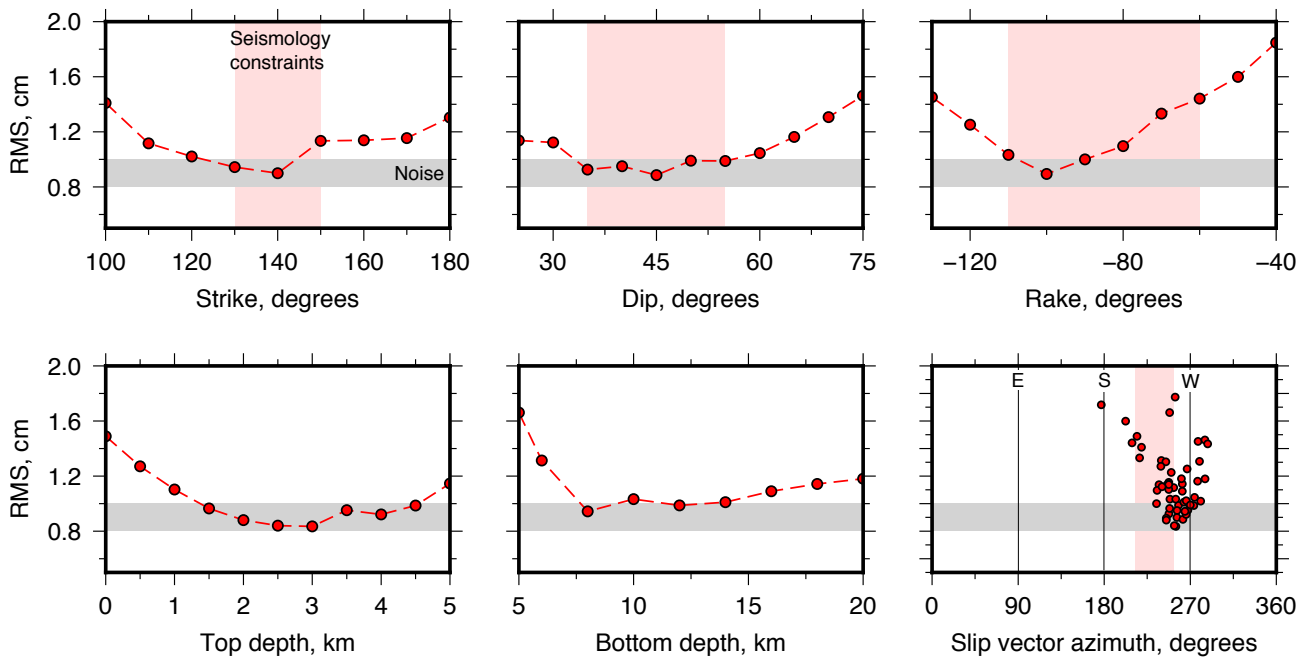 2.0
1.6
1.2
0.8
RMS, cm
Seismology
constraints
Noise
100 120 140 160 180
Strike, degrees
30 45 60 75
Dip, degrees
−120 −80 −40
Rake, degrees
2.0
1.6
1.2
0.8
RMS, cm
0 1 2 3 4 5
Top depth, km
5 10 15 20
Bottom depth, km
E S W
0 90 180 270 360
Slip vector azimuth, degrees